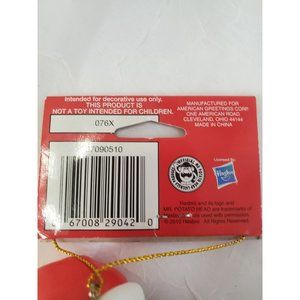 Intended for decorative use only.
THIS PRODUCT IS
NOT A TOY INTENDED FOR CHILDREN.
076X
MANUFACTURED FOR
AMERICAN GREETINGS CORP.
ONE AMERICAN ROAD
CLEVELAND, OHIO 44144
MADE IN CHINA
7090510
67008 29042 0
Licensed By:
Hasbro
Hasbro and its logo and
MR. POTATO HEAD are trademarks of
Hasbro and are used with permission.
© 2010 Hasbro. All Rights Reserved.